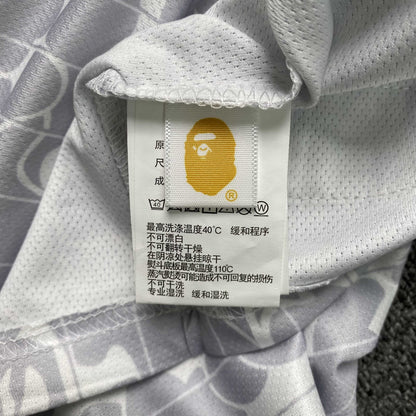 原
尺
成
®
40 W
最高洗涤温度40℃ 缓和程序
不可漂白
不可翻转干燥
在阴凉处悬挂晾干
熨斗底板最高温度110℃
蒸汽熨烫可能造成不可回复的损伤
不可干洗
专业湿洗 缓和湿洗